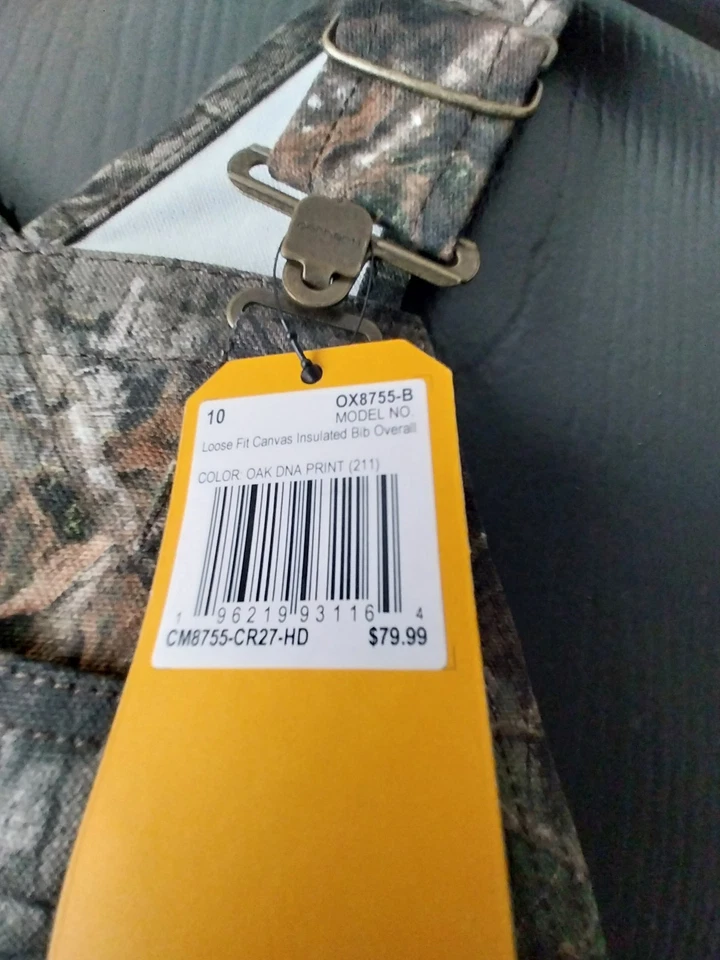 10
OX8755-B
MODEL NO.
Loose Fit Canvas Insulated Bib Overall
COLOR: OAK DNA PRINT (211)
1 96219 93116 4
CM8755-CR27-HD
$79.99